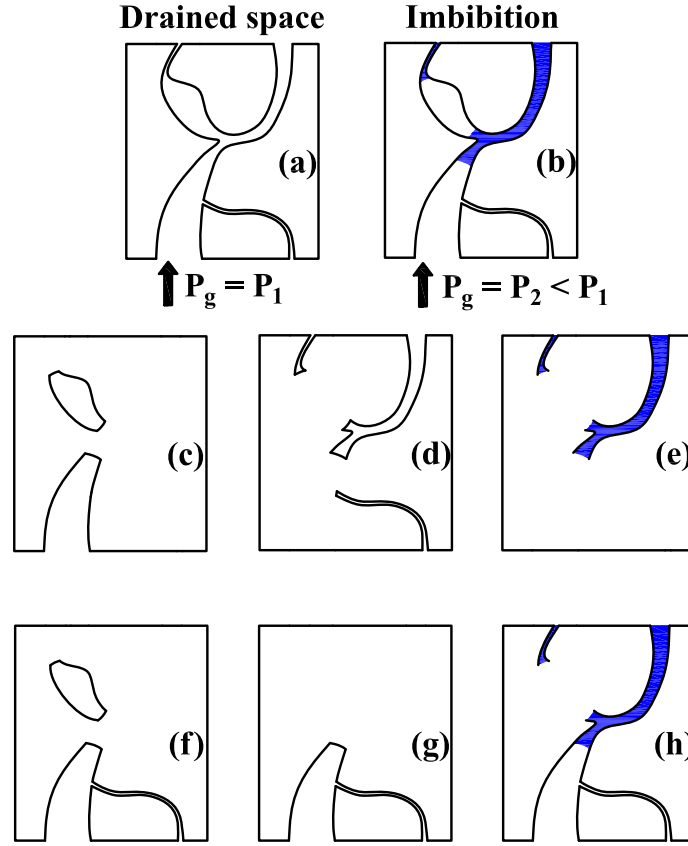 Drained space Imbibition
(a) (b)
P_g = P_1 P_g = P_2 < P_1
(c) (d) (e)
(f) (g) (h)